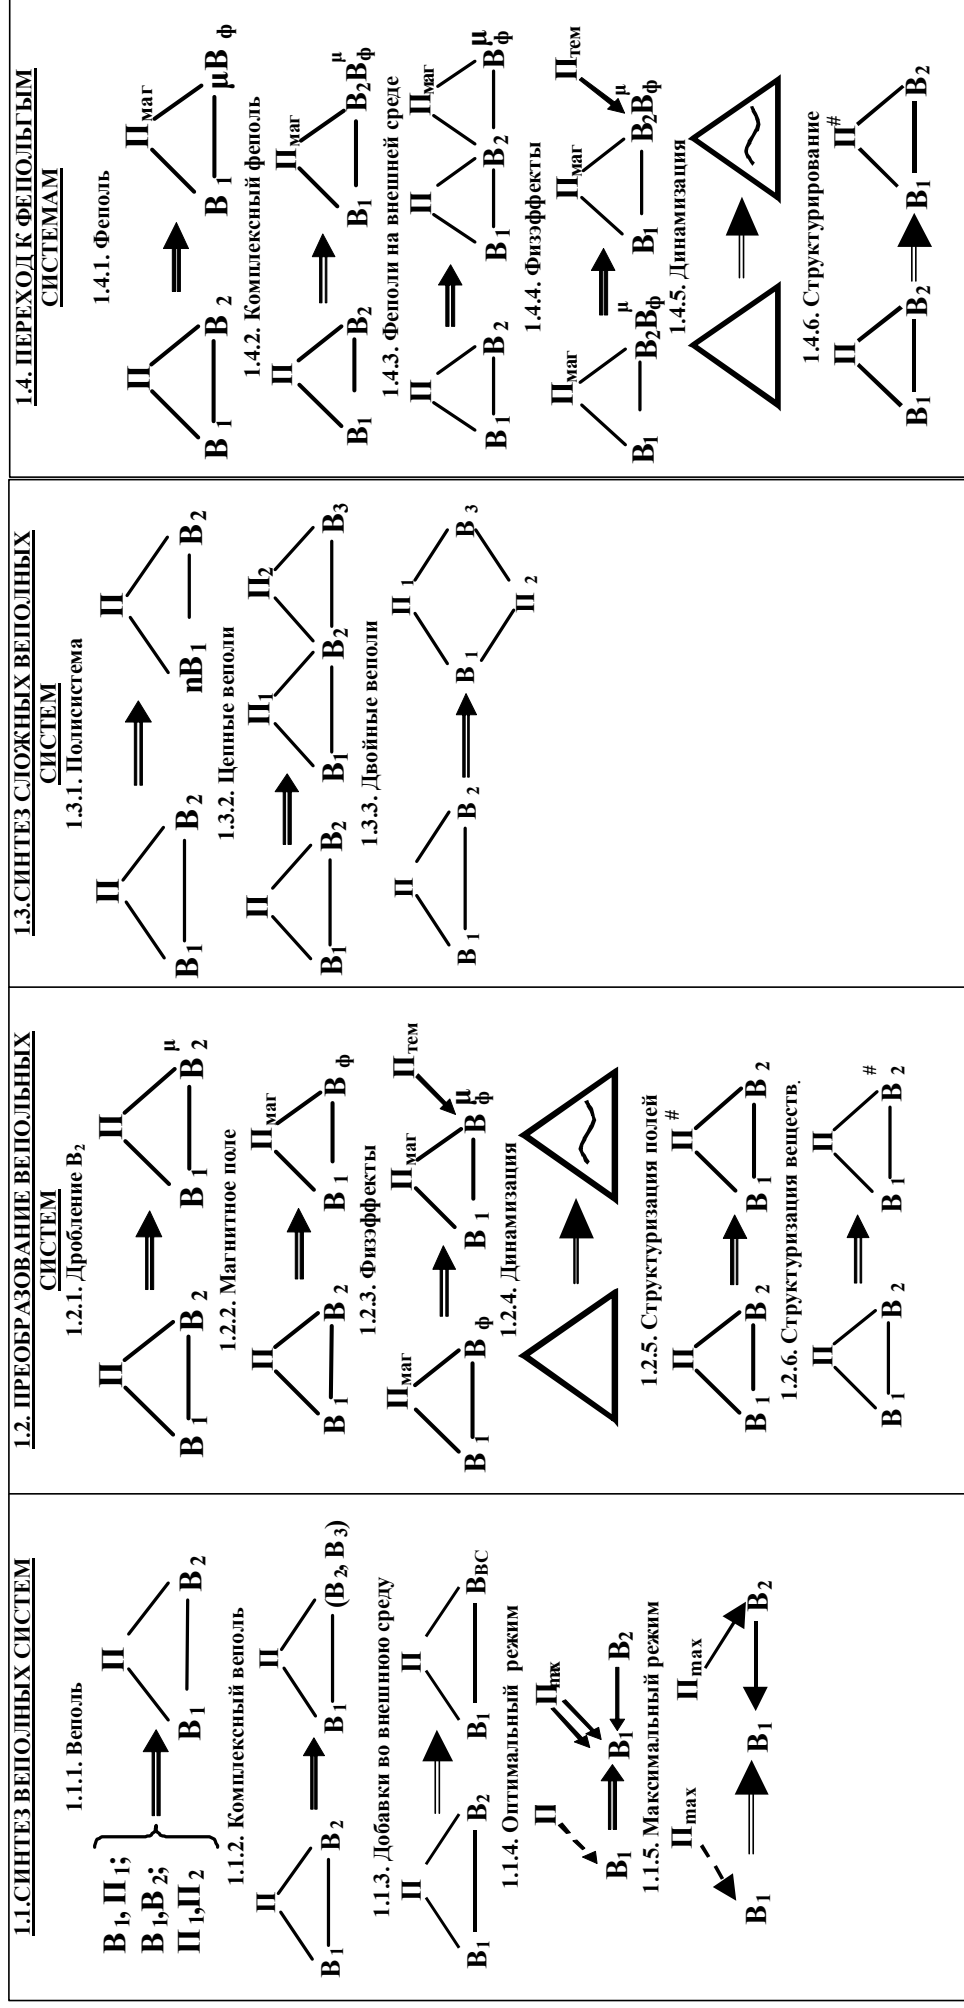 1.1.СИНТЕЗ ВЕПОЛНЫХ СИСТЕМ
1.1.1. Веполь
В1, П1;
В1,В2;
П1,П2
П
В1 В2
1.1.2. Комплексный веполь
П П
В1 В2 В1 (В2, В3)
1.1.3. Добавки во внешнюю среду
П П
В1 В2 В1 ВВС
1.1.4. Оптимальный режим
П Пmax
В1 В1 В2
1.1.5. Максимальный режим
Пmax Пmax
В1 В1 В2
1.2. ПРЕОБРАЗОВАНИЕ ВЕПОЛЬНЫХ
СИСТЕМ
1.2.1. Дробление В2
П П
В1 В2 В1 В2 μ
1.2.2. Магнитное поле
П Пмаг
В1 В2 В1 Вф
1.2.3. Физэффекты
Пмаг Пмаг Птем
В1 Вф В1 Вф μ
1.2.4. Динамизация
1.2.5. Структуризация полей
П П #
В1 В2 В1 В2
1.2.6. Структуризация веществ.
П П
В1 В2 В1 В2 #
1.3.СИНТЕЗ СЛОЖНЫХ ВЕПОЛНЫХ
СИСТЕМ
1.3.1. Полисистема
П П
В1 В2 nВ1 В2
1.3.2. Цепные веполи
П П1 П2
В1 В2 В1 В2 В3
1.3.3. Двойные веполи
П П1
В1 В2 В1 В3
П2
1.4. ПЕРЕХОД К ФЕПОЛЬГЫМ
СИСТЕМАМ
1.4.1. Феполь
П Пмаг
В1 В2 В1 μВф
1.4.2. Комплексный феполь
П Пмаг
В1 В2 В1 В2Вф μ
1.4.3. Феполи на внешней среде
П П Пмаг
В1 В2 В1 В2 Вф μ
1.4.4. Физэффекты
Пмаг Пмаг Птем
В1 В2Вф μ В1 В2Вф μ
1.4.5. Динамизация
1.4.6. Структурирование
П П #
В1 В2 В1 В2